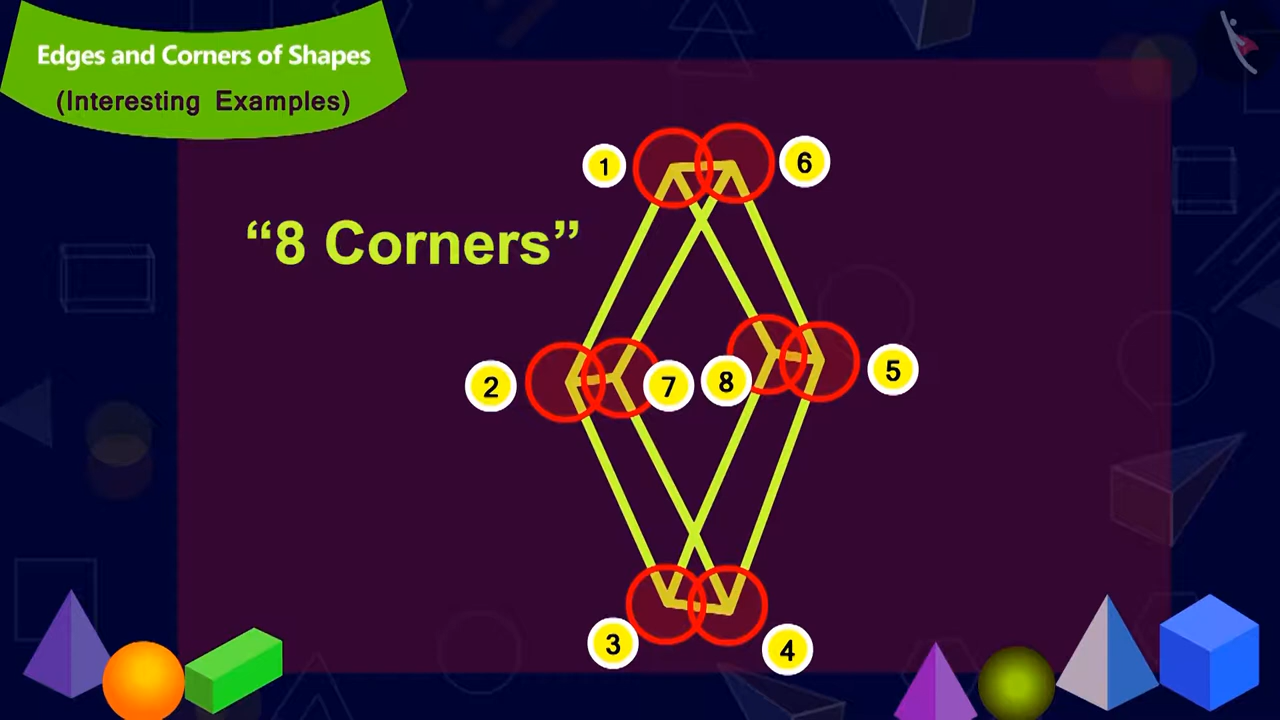 Edges and Corners of Shapes
(Interesting Examples)
1
6
“8 Corners”
2
7
8
5
3
4